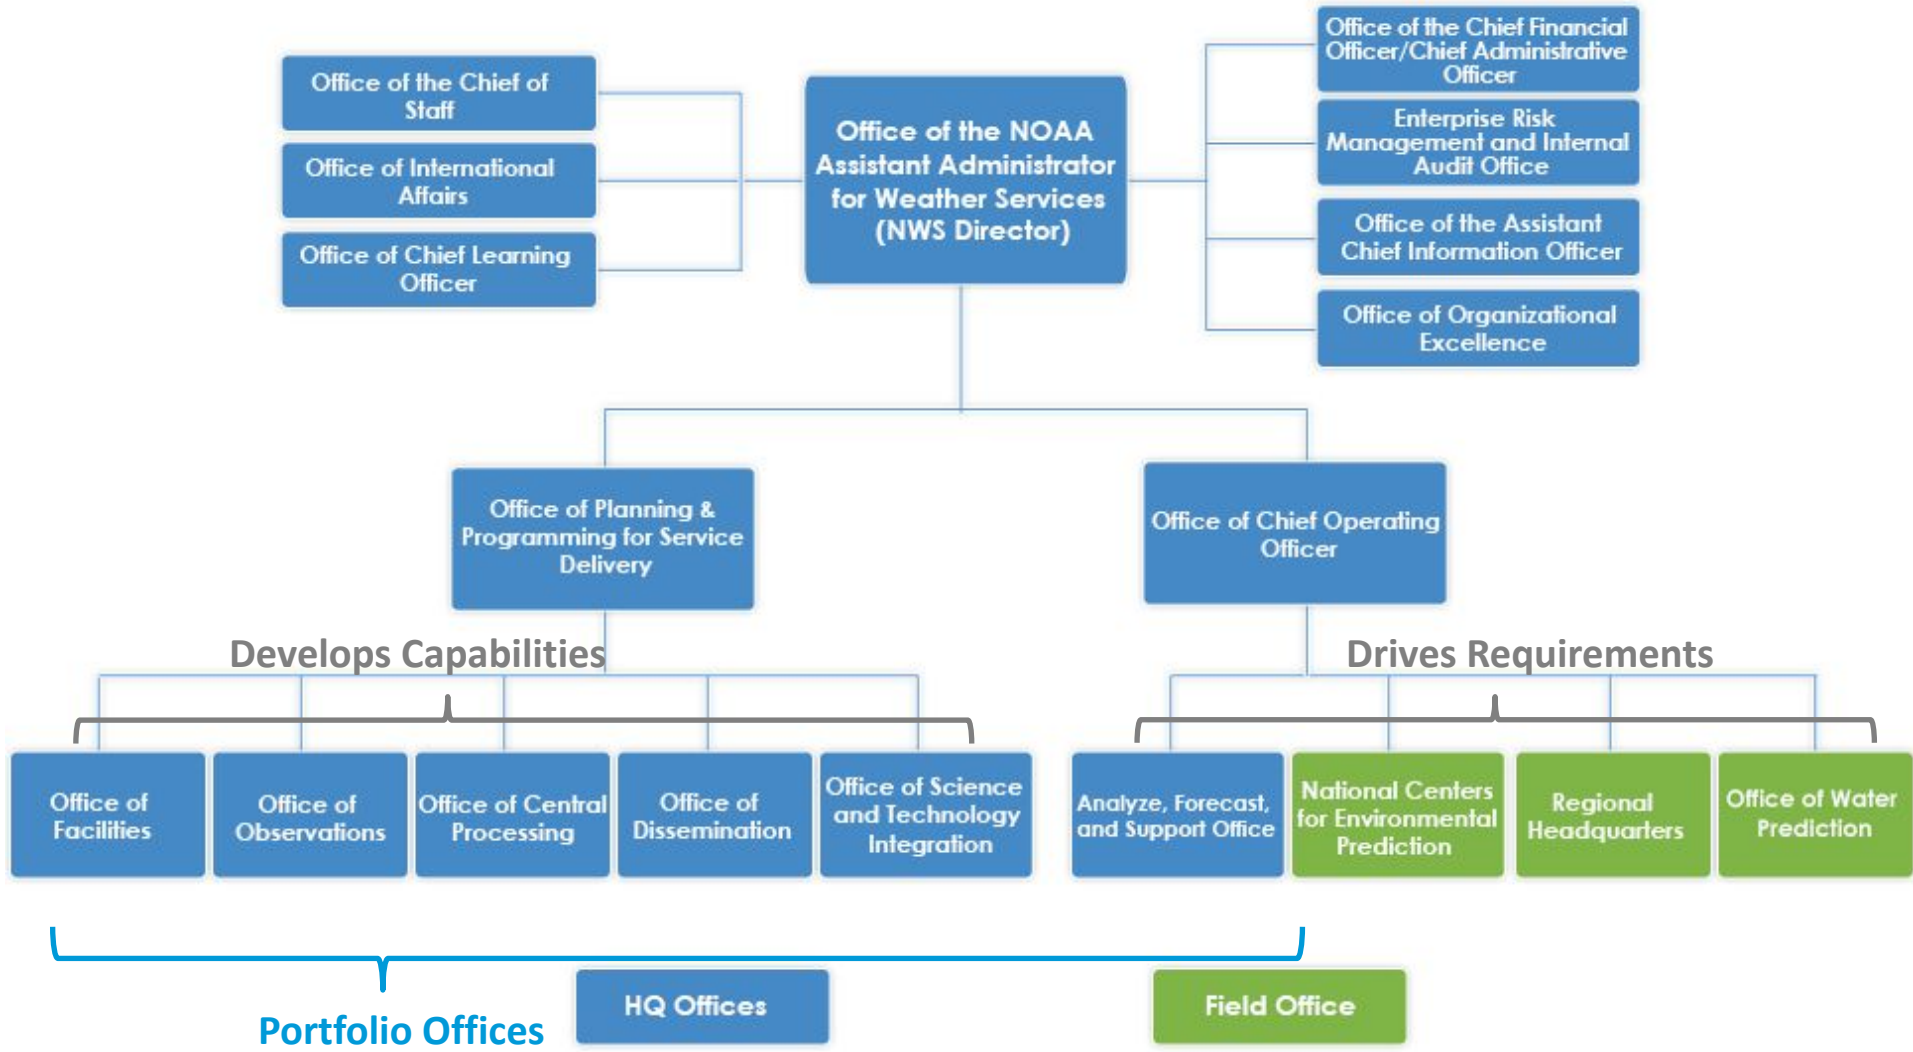 Office of the Chief of
Staff
Office of International
Affairs
Office of Chief Learning
Officer
Office of the NOAA
Assistant Administrator
for Weather Services
(NWS Director)
Office of the Chief Financial
Officer/Chief Administrative
Officer
Enterprise Risk
Management and Internal
Audit Office
Office of the Assistant
Chief Information Officer
Office of Organizational
Excellence
Office of Planning &
Programming for Service
Delivery
Office of Chief Operating
Officer
Develops Capabilities
Drives Requirements
Office of
Facilities
Office of
Observations
Office of Central
Processing
Office of
Dissemination
Office of Science
and Technology
Integration
Analyze, Forecast,
and Support Office
National Centers
for Environmental
Prediction
Regional
Headquarters
Office of Water
Prediction
Portfolio Offices
HQ Offices
Field Office